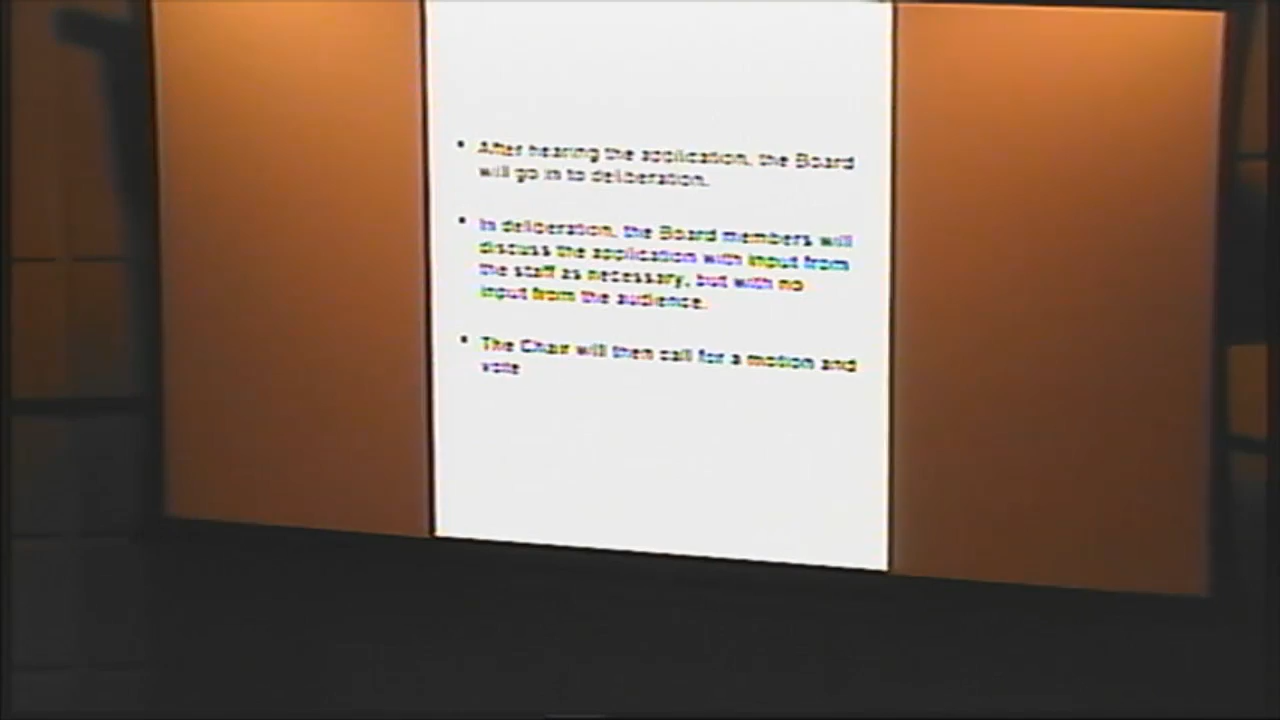 • After hearing the application, the Board
will go in to deliberation.
• In deliberation, the Board members will
discuss the application with input from
the staff as necessary, but with no
input from the audience.
• The Chair will then call for a motion and
vote